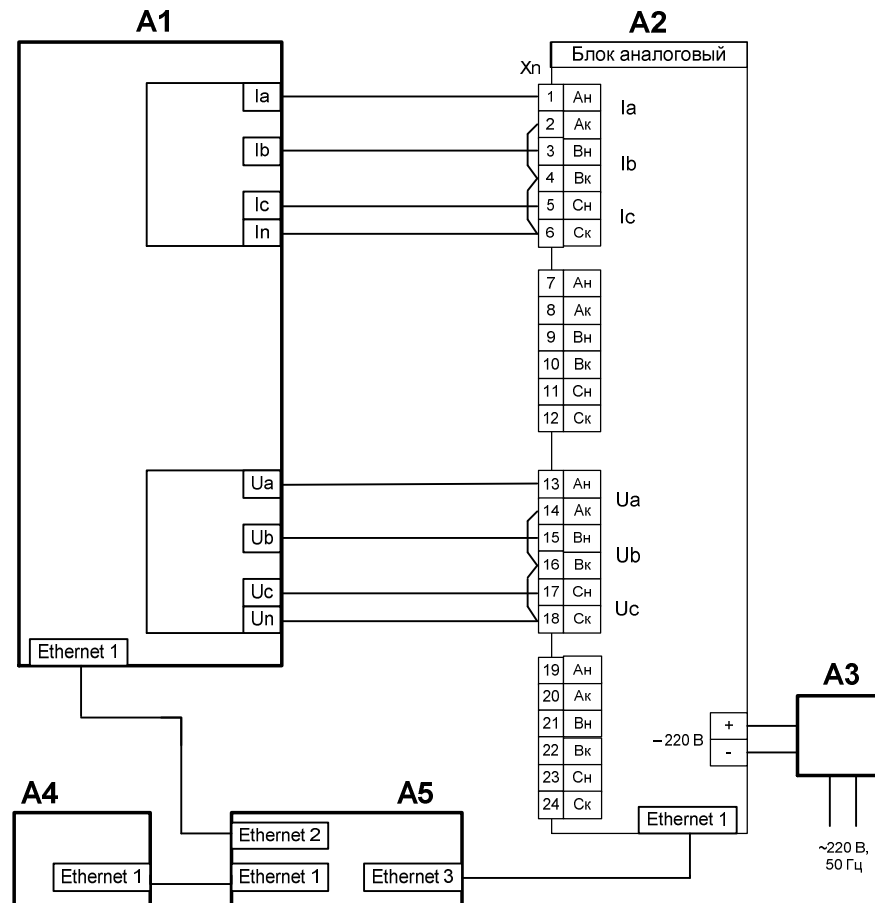 A1
A2
Блок аналоговый
Xn
Ia
1 Ан
Ia
2 Ак
Ib
3 Вн
Ib
4 Вк
Ic
5 Сн
Ic
In
6 Ск
7 Ан
8 Ак
9 Вн
10 Вк
11 Сн
12 Ск
Ua
13 Ан
Ua
14 Ак
Ub
15 Вн
Ub
16 Вк
Uc
17 Сн
Uc
Un
18 Ск
Ethernet 1
19 Ан
20 Ак
21 Вн
22 Вк
23 Сн
24 Ск
A3
–220 В
+
-
Ethernet 1
~220 В,
50 Гц
A4
A5
Ethernet 2
Ethernet 1
Ethernet 1
Ethernet 3